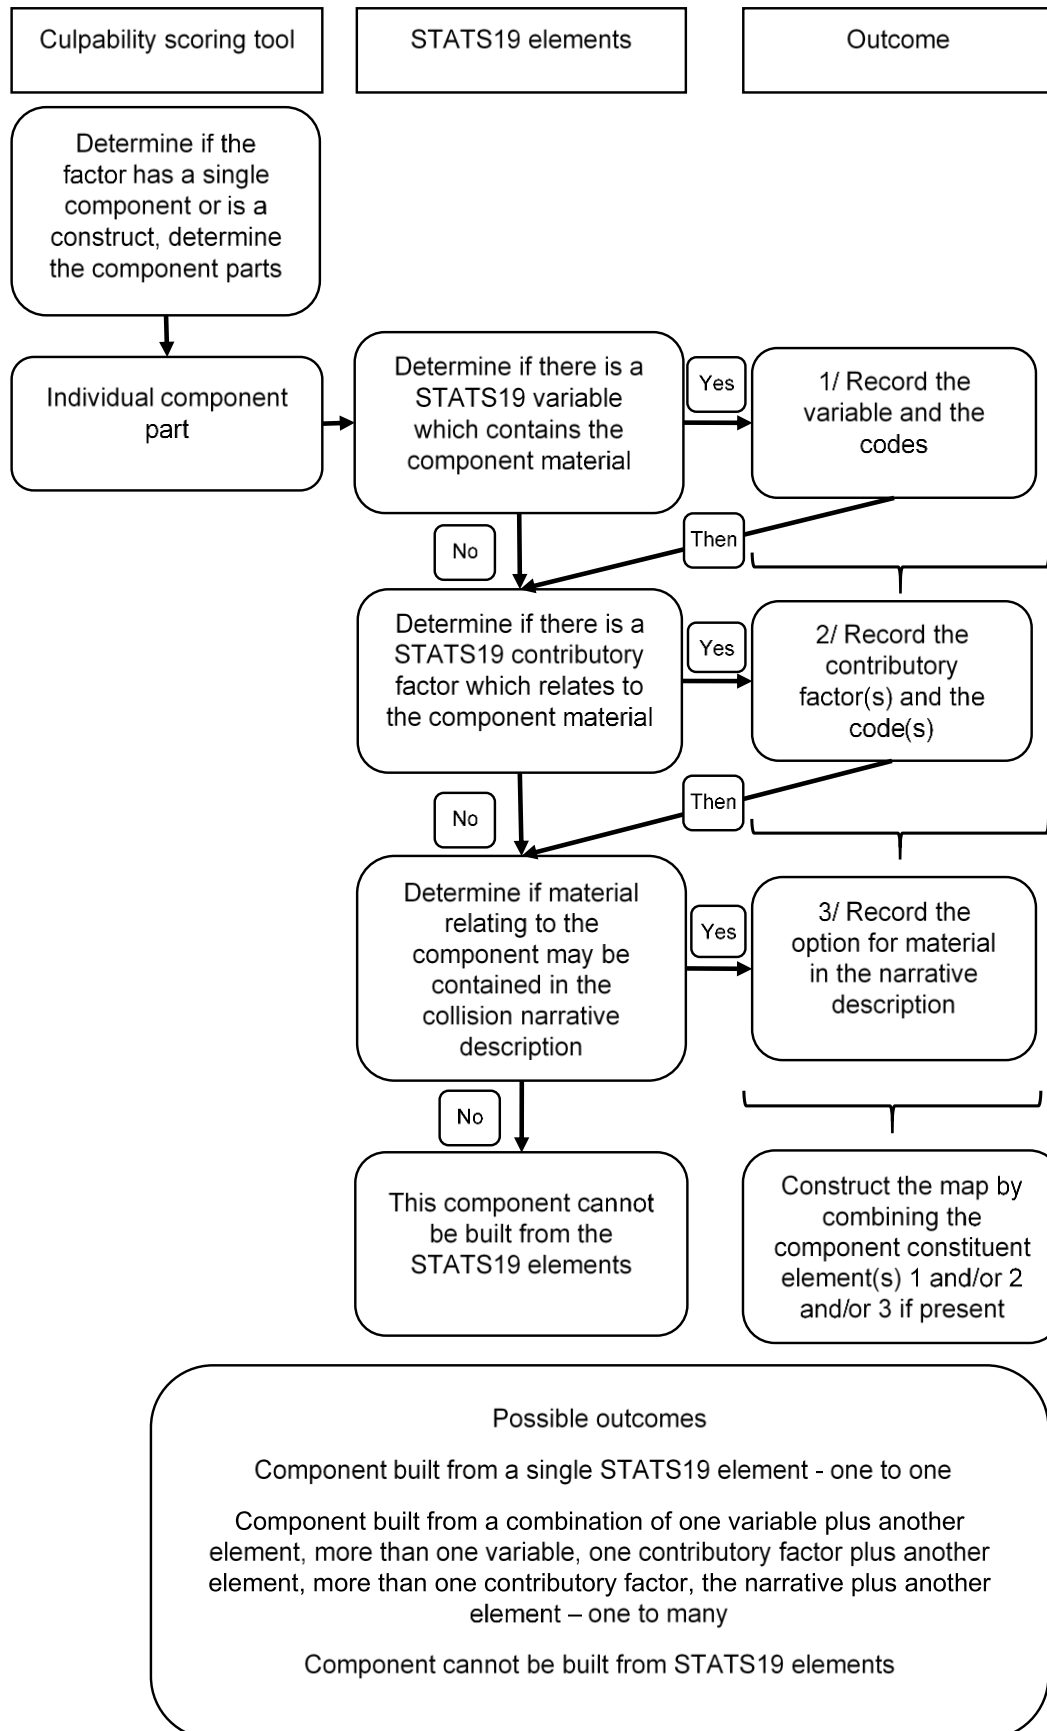 Culpability scoring tool
STATS19 elements
Outcome
Determine if the
factor has a single
component or is a
construct, determine
the component parts
Individual component
part
Determine if there is a
STATS19 variable
which contains the
component material
Yes
1/ Record the
variable and the
codes
No
Then
Determine if there is a
STATS19 contributory
factor which relates to
the component material
Yes
2/ Record the
contributory
factor(s) and the
code(s)
No
Then
Determine if material
relating to the
component may be
contained in the
collision narrative
description
Yes
3/ Record the
option for material
in the narrative
description
No
This component cannot
be built from the
STATS19 elements
Construct the map by
combining the
component constituent
element(s) 1 and/or 2
and/or 3 if present
Possible outcomes
Component built from a single STATS19 element - one to one
Component built from a combination of one variable plus another
element, more than one variable, one contributory factor plus another
element, more than one contributory factor, the narrative plus another
element – one to many
Component cannot be built from STATS19 elements